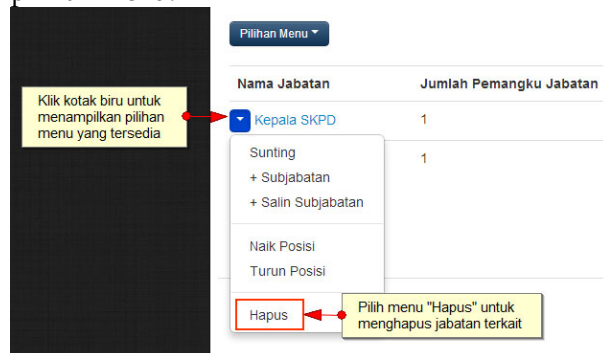 Pilihan Menu
Nama Jabatan Jumlah Pemangku Jabatan
Klik kotak biru untuk
menampilkan pilihan
menu yang tersedia
Kepala SKPD 1
1
Sunting
+ Subjabatan
+ Salin Subjabatan
Naik Posisi
Turun Posisi
Hapus
Pilih menu "Hapus" untuk
menghapus jabatan terkait